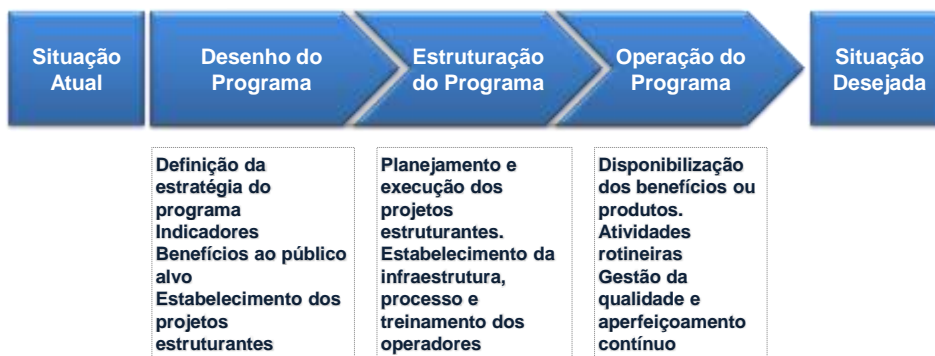 Situação
Atual
Desenho do
Programa
Estruturação
do Programa
Operação do
Programa
Situação
Desejada
Definição da
estratégia do
programa
Indicadores
Benefícios ao público
alvo
Estabelecimento dos
projetos
estruturantes
Planejamento e
execução dos
projetos
estruturantes.
Estabelecimento da
infraestrutura,
processo e
treinamento dos
operadores
Disponibilização
dos benefícios ou
produtos.
Atividades
rotineiras
Gestão da
qualidade e
aperfeiçoamento
contínuo